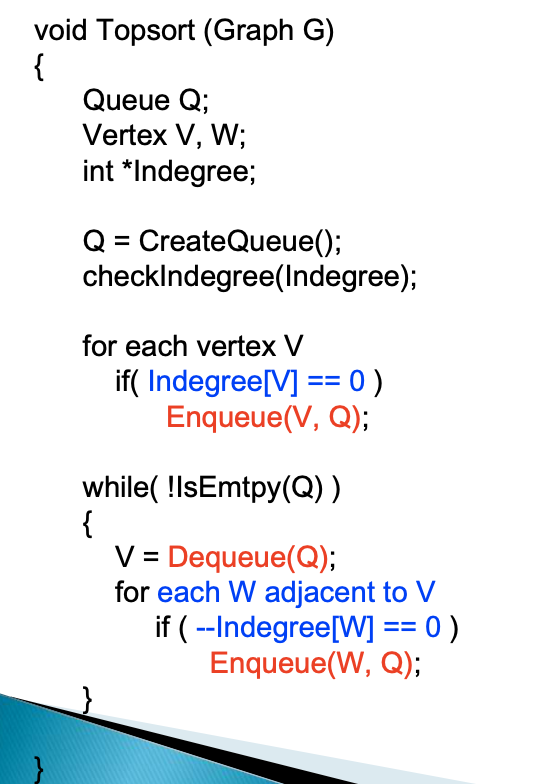 void Topsort (Graph G)
{
Queue Q;
Vertex V, W;
int *Indegree;
Q = CreateQueue();
checkIndegree(Indegree);
for each vertex V
if( Indegree[V] == 0 )
Enqueue(V, Q);
while( !IsEmtpy(Q) )
{
V = Dequeue(Q);
for each W adjacent to V
if ( --Indegree[W] == 0 )
Enqueue(W, Q);
}
}